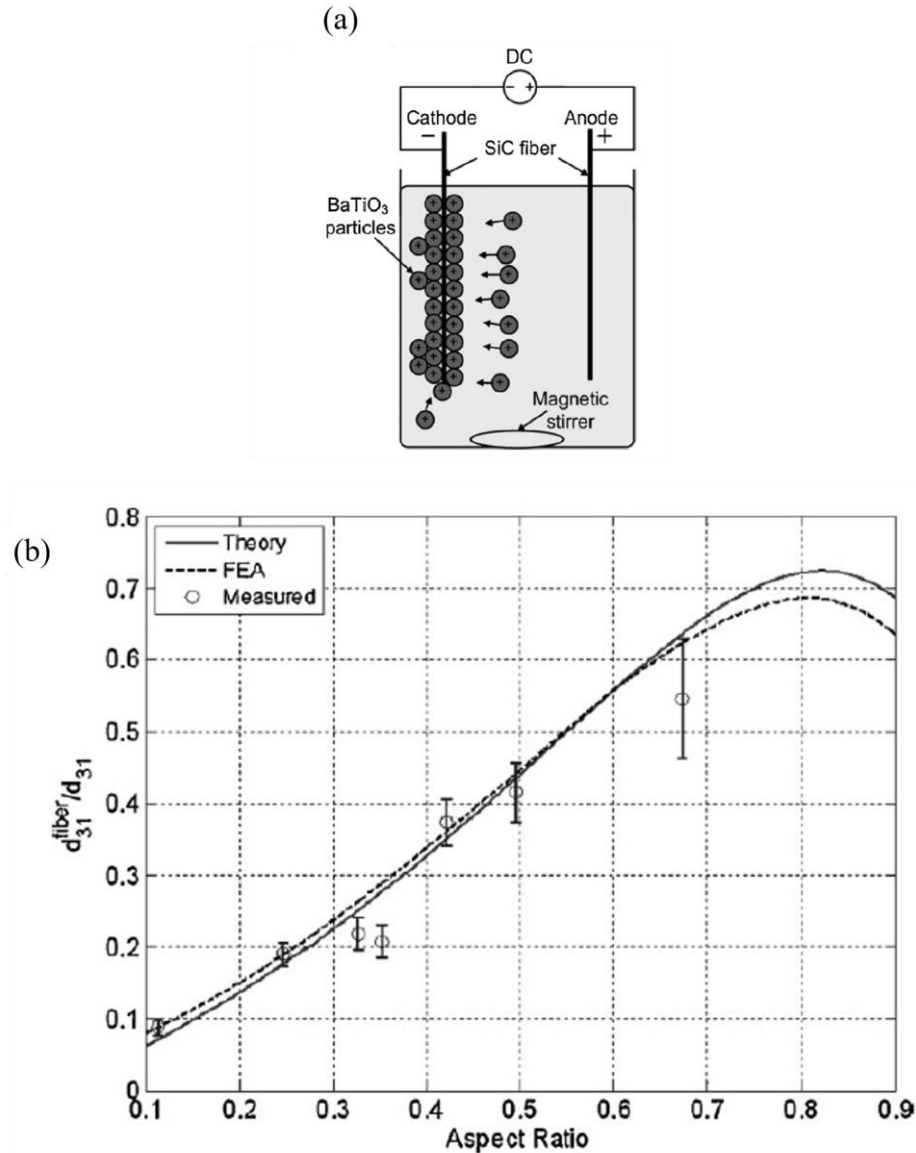 (a)
DC
- +
Cathode
Anode
−
+
SiC fiber
BaTiO₃
particles
+ + + + + + + + + + + + + + + + + + + + + + + + + + + + + + + + + + +
Magnetic
stirrer
(b)
Theory
FEA
Measured
d₃₁^fiber/d₃₁
0.8
0.7
0.6
0.5
0.4
0.3
0.2
0.1
0
0.1 0.2 0.3 0.4 0.5 0.6 0.7 0.8 0.9
Aspect Ratio